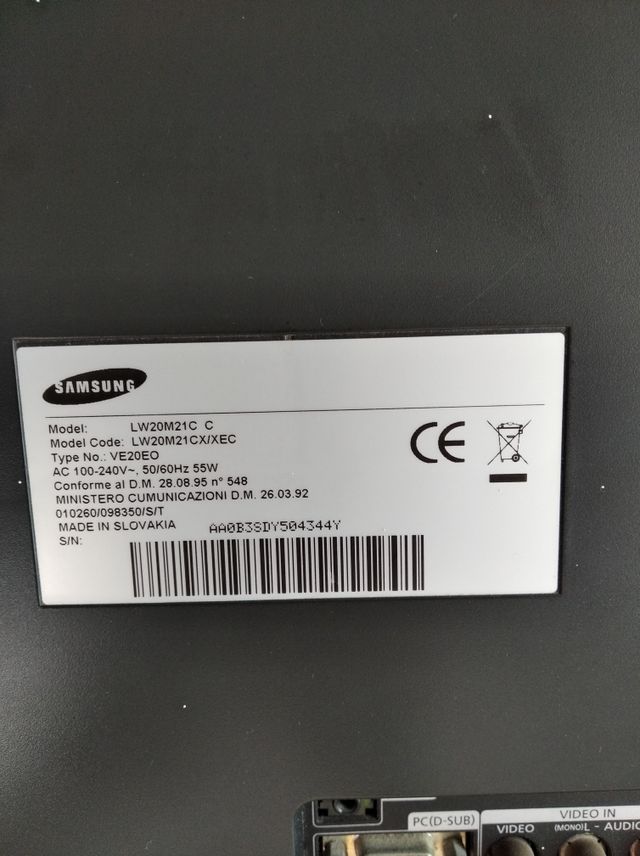 SAMSUNG
Model: LW20M21C C
Model Code: LW20M21CX/XEC
Type No.: VE20EO
AC 100-240V~, 50/60Hz 55W
Conforme al D.M. 28.08.95 n° 548
MINISTERO CUMUNICAZIONI D.M. 26.03.92
010260/098350/S/T
MADE IN SLOVAKIA
S/N: AA0B3SDY504344Y
CE
PC(D-SUB)
VIDEO IN
VIDEO (MONO)L - AUDIO